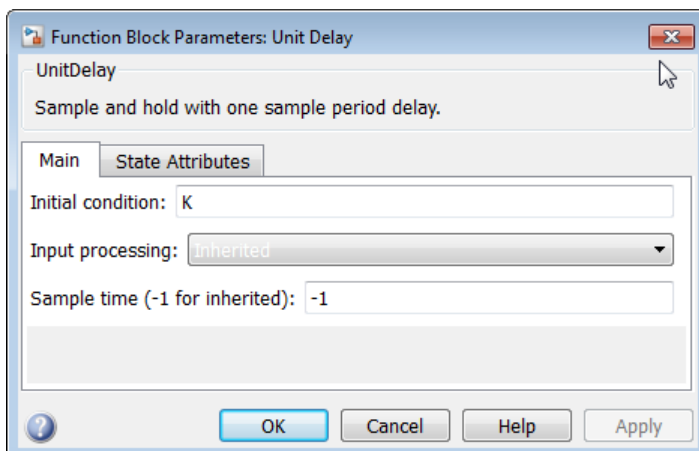 Function Block Parameters: Unit Delay
UnitDelay
Sample and hold with one sample period delay.
Main State Attributes
Initial condition: K
Input processing: Inherited
Sample time (-1 for inherited): -1
? OK Cancel Help Apply